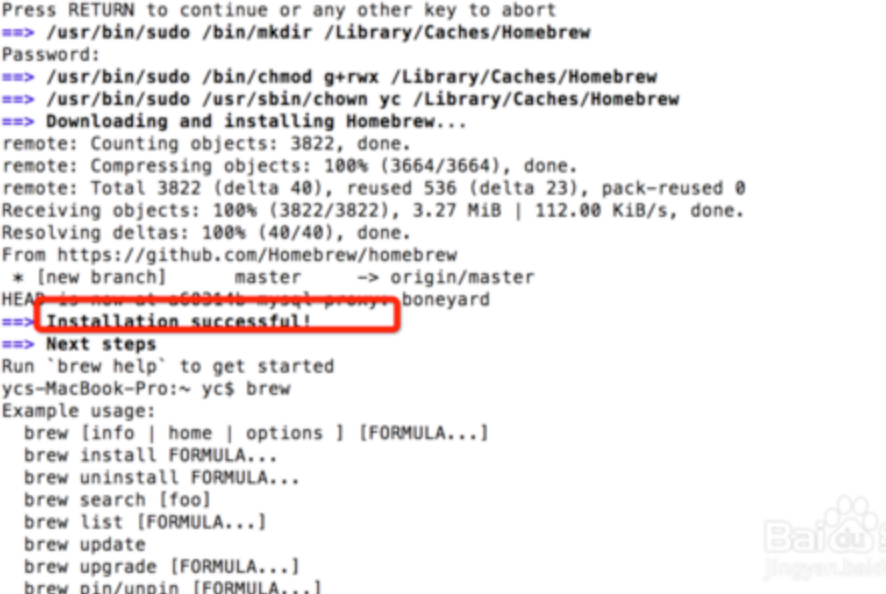 Press RETURN to continue or any other key to abort
==> /usr/bin/sudo /bin/mkdir /Library/Caches/Homebrew
Password:
==> /usr/bin/sudo /bin/chmod g+rwx /Library/Caches/Homebrew
==> /usr/bin/sudo /usr/sbin/chown yc /Library/Caches/Homebrew
==> Downloading and installing Homebrew...
remote: Counting objects: 3822, done.
remote: Compressing objects: 100% (3664/3664), done.
remote: Total 3822 (delta 40), reused 536 (delta 23), pack-reused 0
Receiving objects: 100% (3822/3822), 3.27 MiB | 112.00 KiB/s, done.
Resolving deltas: 100% (40/40), done.
From https://github.com/Homebrew/homebrew
 * [new branch]      master     -> origin/master
HEAD is now at a60314b mysql-proxy: boneyard
==> Installation successful!
==> Next steps
Run `brew help` to get started
ycs-MacBook-Pro:~ yc$ brew
Example usage:
  brew [info | home | options ] [FORMULA...]
  brew install FORMULA...
  brew uninstall FORMULA...
  brew search [foo]
  brew list [FORMULA...]
  brew update
  brew upgrade [FORMULA...]
  brew pin/unpin [FORMULA...]
Baidu
jingyan.baid